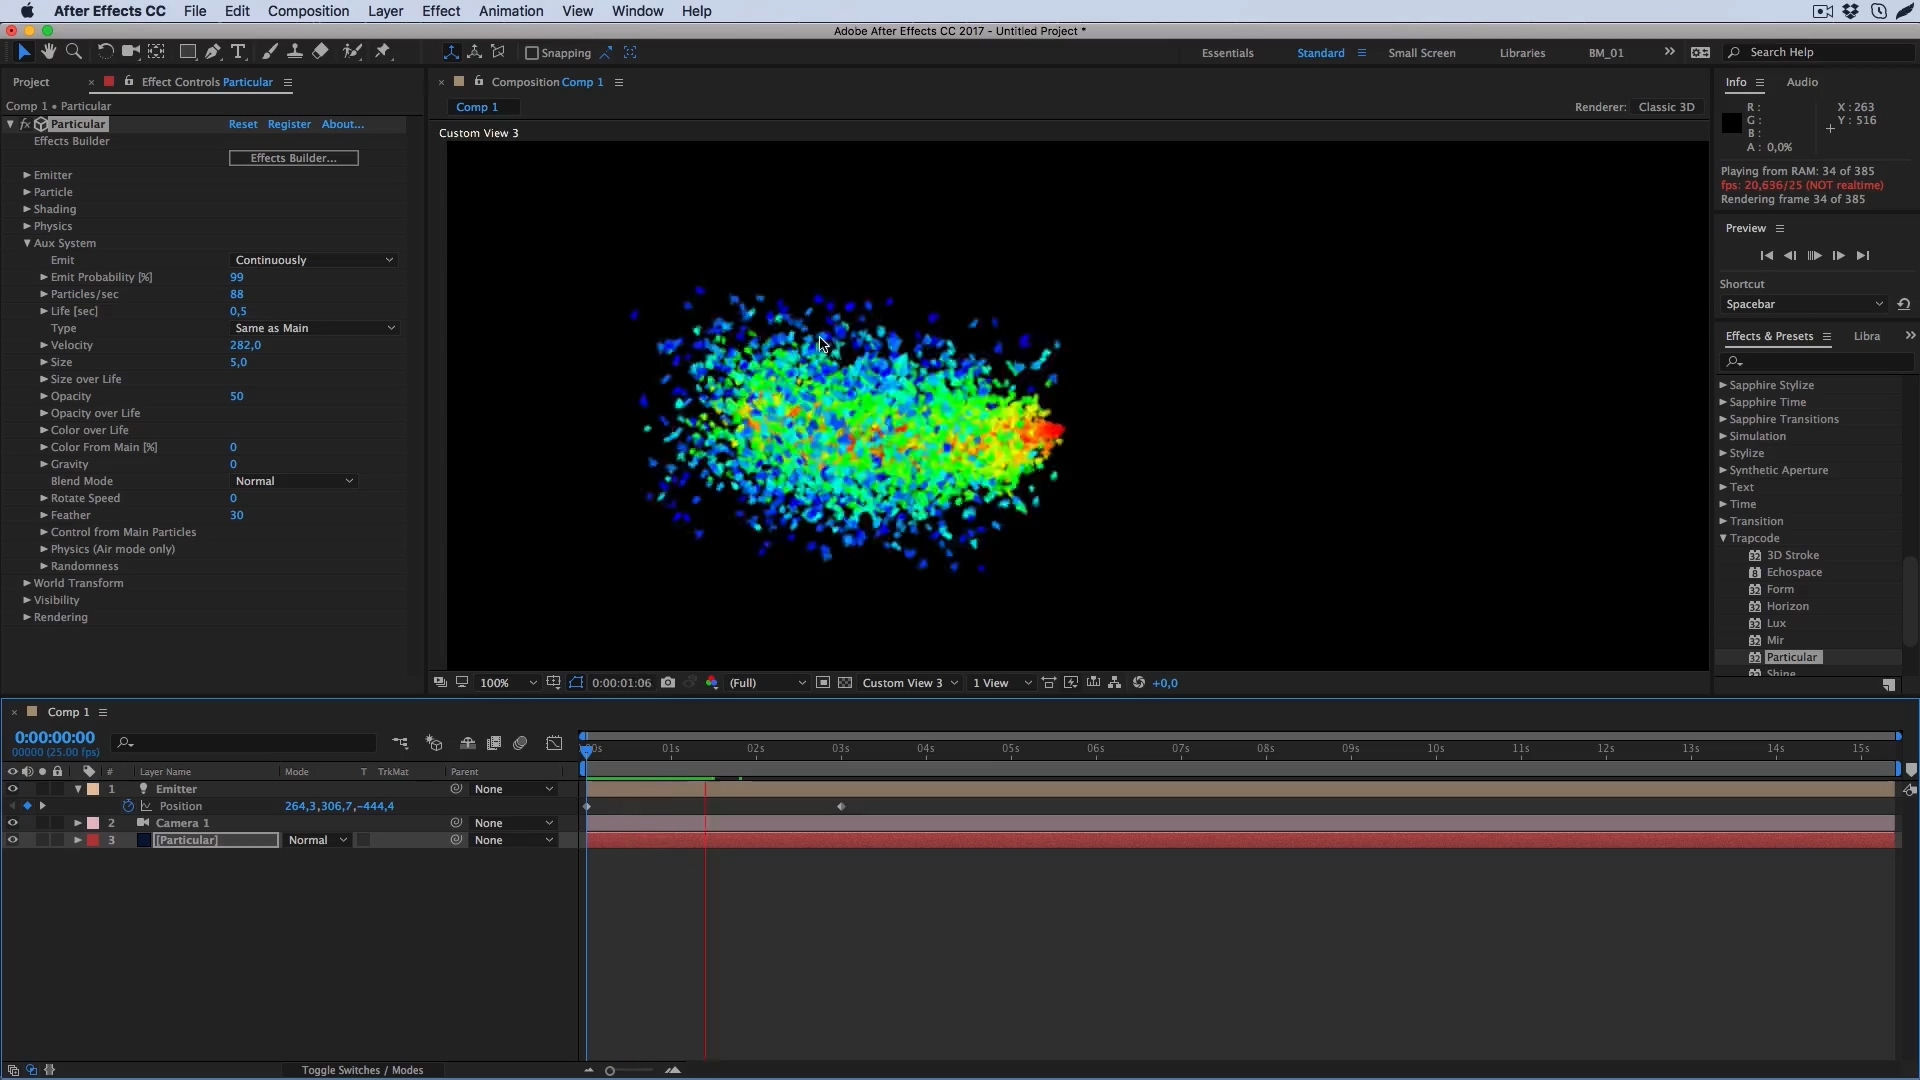 After Effects CC File Edit Composition Layer Effect Animation View Window Help
Adobe After Effects CC 2017 - Untitled Project *
Snapping Essentials Standard Small Screen Libraries BM_01 Search Help
Project Effect Controls Particular Composition Comp 1 Info Audio
Comp 1 • Particular
Comp 1 Renderer: Classic 3D
Custom View 3
fx Particular Reset Register About...
Effects Builder
Effects Builder...
Emitter
Particle
Shading
Physics
Aux System
Emit Continuously
Emit Probability [%] 99
Particles/sec 88
Life [sec] 0,5
Type Same as Main
Velocity 282,0
Size 5,0
Size over Life
Opacity 50
Opacity over Life
Color over Life
Color From Main [%] 0
Gravity 0
Blend Mode Normal
Rotate Speed 0
Feather 30
Control from Main Particles
Physics (Air mode only)
Randomness
World Transform
Visibility
Rendering
R : X : 263
G : Y : 516
B :
A : 0,0%
Playing from RAM: 34 of 385
fps: 20,636/25 (NOT realtime)
Rendering frame 34 of 385
Preview
Shortcut
Spacebar
Effects & Presets Libra
Sapphire Stylize
Sapphire Time
Sapphire Transitions
Simulation
Stylize
Synthetic Aperture
Text
Time
Transition
Trapcode
3D Stroke
Echospace
Form
Horizon
Lux
Mir
Particular
Shine
100% 0:00:01:06 (Full) Custom View 3 1 View +0,0
Comp 1
0:00:00:00
00000 (25.00 fps)
00s 01s 02s 03s 04s 05s 06s 07s 08s 09s 10s 11s 12s 13s 14s 15s
# Layer Name Mode T TrkMat Parent
1 Emitter None
Position 264,3,306,7,-444,4
2 Camera 1 None
3 [Particular] Normal None
Toggle Switches / Modes